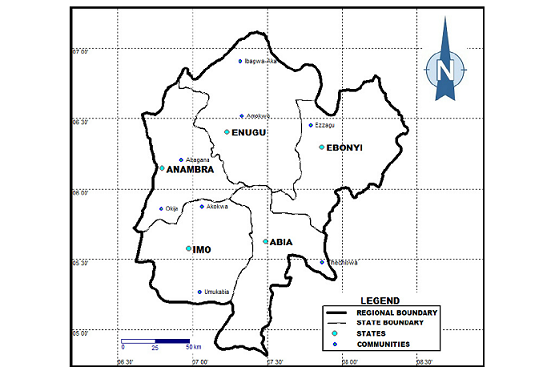 N
07 00
Ibagwa-Aka
06 30
Amokwa
Ezzagu
ENUGU
EBONYI
Abagana
ANAMBRA
06 00
Okija
Akokwa
ABIA
IMO
05 30
Umukabia
LEGEND
REGIONAL BOUNDARY
STATE BOUNDARY
STATES
COMMUNITIES
05 00
0 25 50 km
06 30
07 00
07 30
08 00
08 30